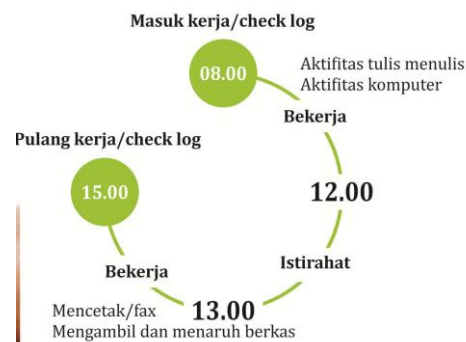 Masuk kerja/check log
08.00
Aktifitas tulis menulis
Aktifitas komputer
Bekerja
12.00
Istirahat
13.00
Mencetak/fax
Mengambil dan menaruh berkas
Bekerja
15.00
Pulang kerja/check log